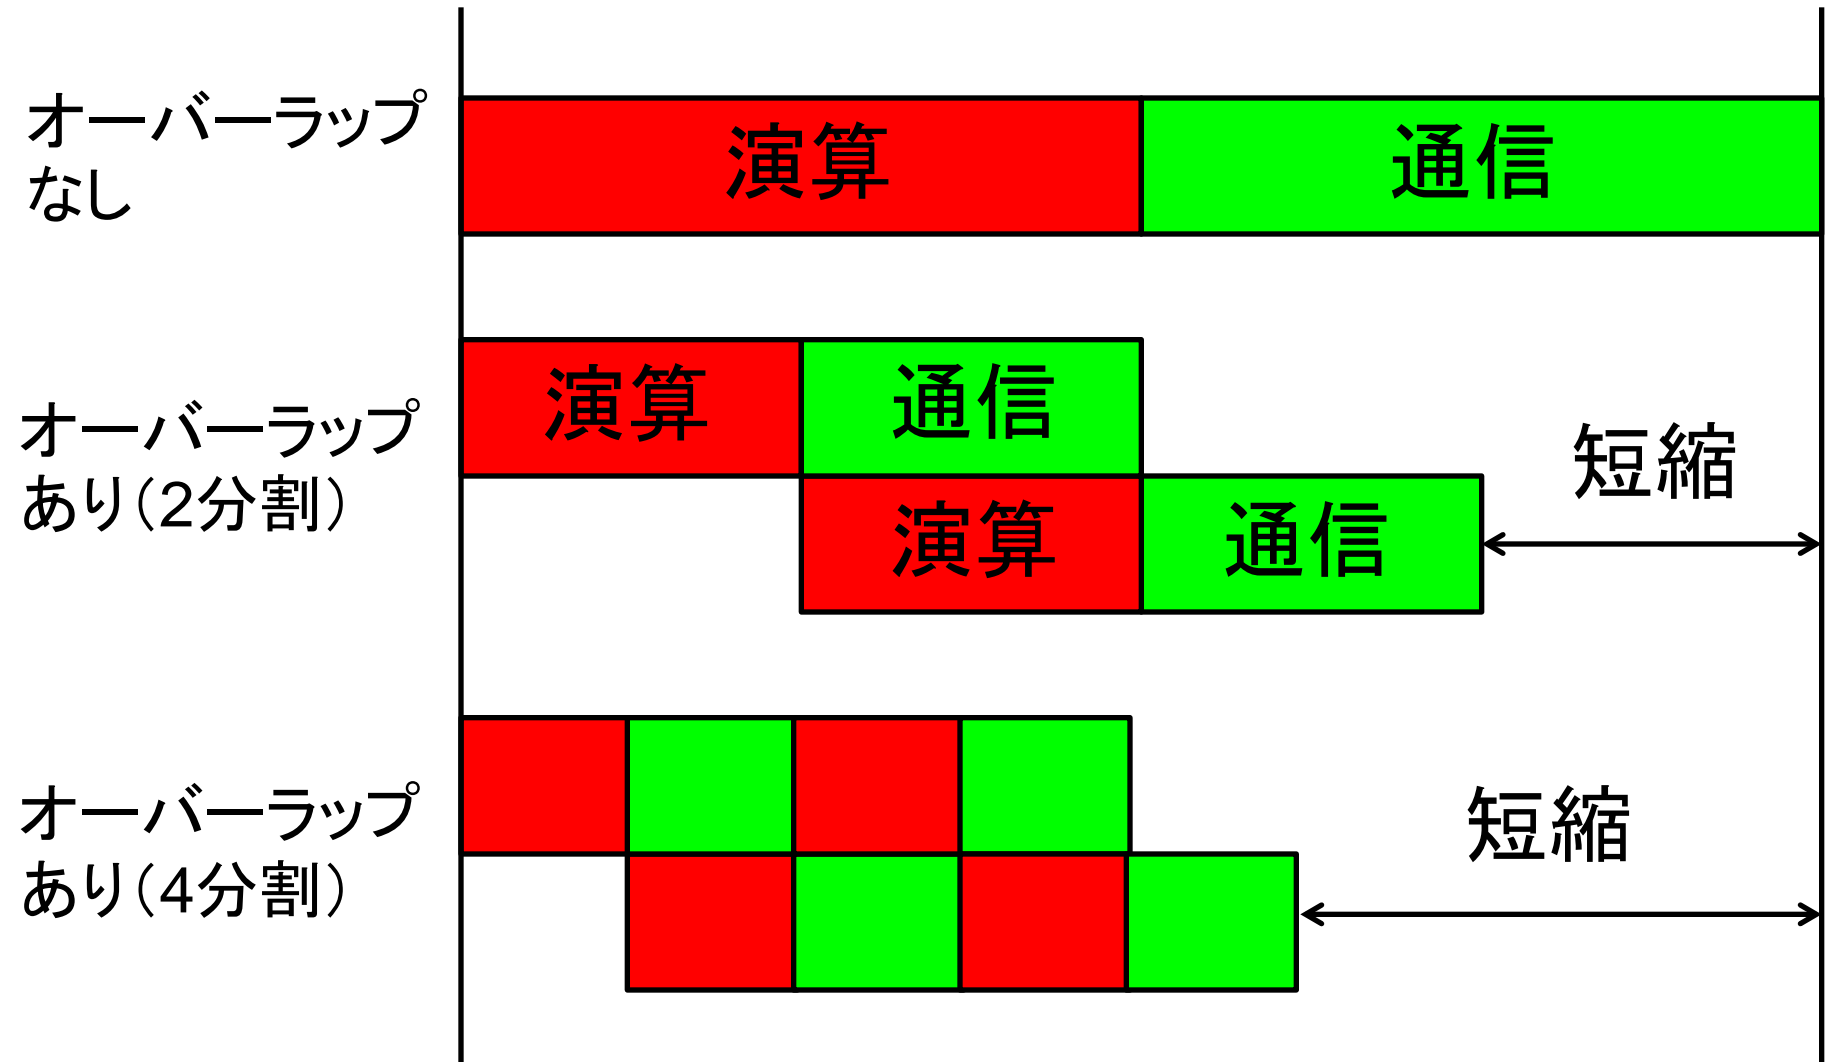 オーバーラップ
なし
演算
通信
オーバーラップ
あり（2分割）
演算
通信
演算
通信
短縮
オーバーラップ
あり（4分割）
短縮